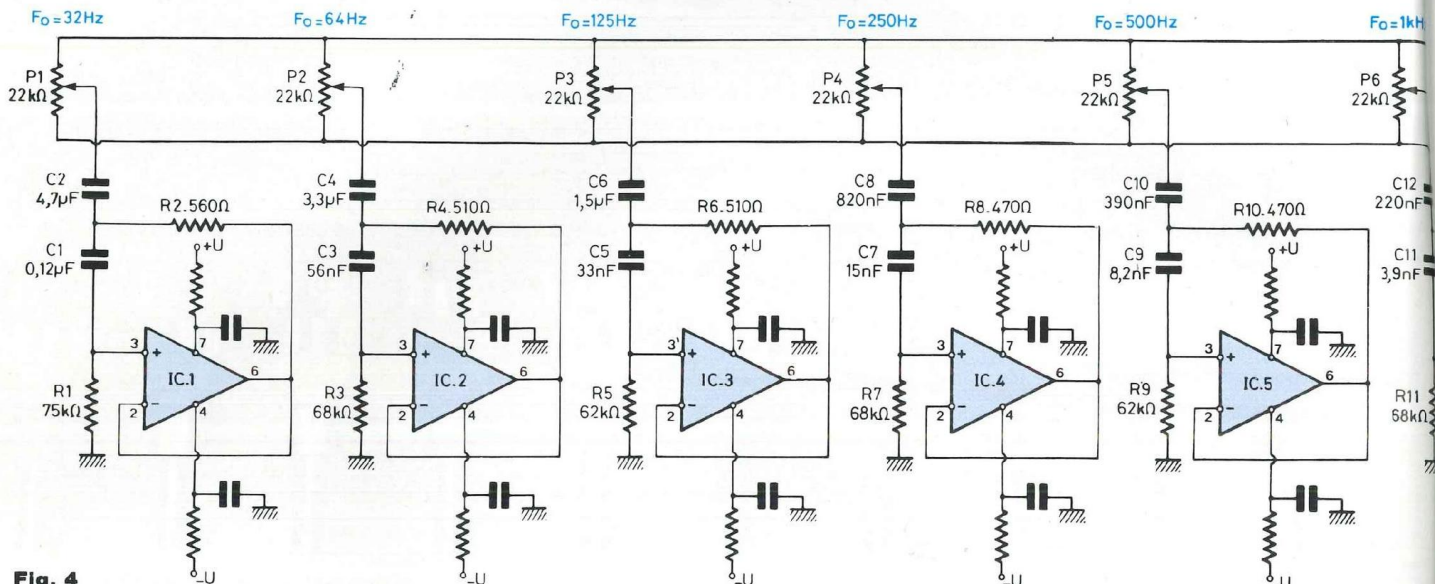 Fo=32Hz
Fo=64Hz
Fo=125Hz
Fo=250Hz
Fo=500Hz
Fo=1kH
P1
22kΩ
P2
22kΩ
P3
22kΩ
P4
22kΩ
P5
22kΩ
P6
22kΩ
C2
4,7µF
R2.560Ω
+U
C1
0,12µF
C4
3,3µF
R4.510Ω
+U
C3
56nF
C6
1,5µF
R6.510Ω
+U
C5
33nF
C8
820nF
R8.470Ω
+U
C7
15nF
C10
390nF
R10.470Ω
+U
C9
8,2nF
C12
220nF
C11
3,9nF
3
+
7
IC.1
6
2
-
4
R1
75kΩ
3
+
7
IC.2
6
2
-
4
R3
68kΩ
3
+
7
IC.3
6
2
-
4
R5
62kΩ
3
+
7
IC.4
6
2
-
4
R7
68kΩ
3
+
7
IC.5
6
2
-
4
R9
62kΩ
R11
68kΩ
Fig. 4
-U
-U
-U
-U
-U